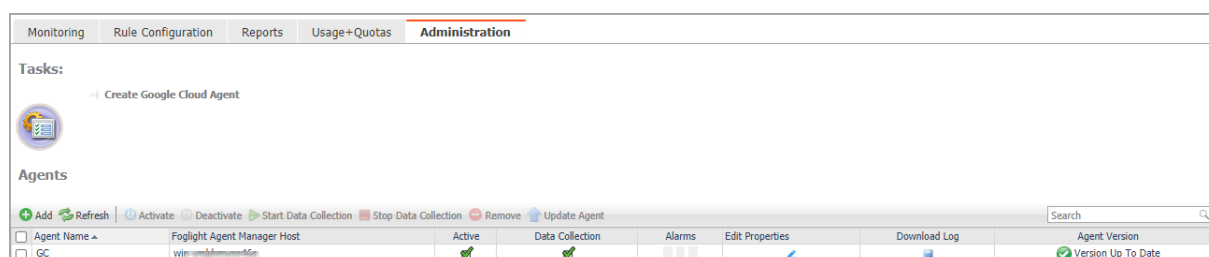 Monitoring Rule Configuration Reports Usage+Quotas Administration
Tasks:
Create Google Cloud Agent
Agents
Add Refresh Activate Deactivate Start Data Collection Stop Data Collection Remove Update Agent Search
Agent Name Foglight Agent Manager Host Active Data Collection Alarms Edit Properties Download Log Agent Version
GC Version Up To Date